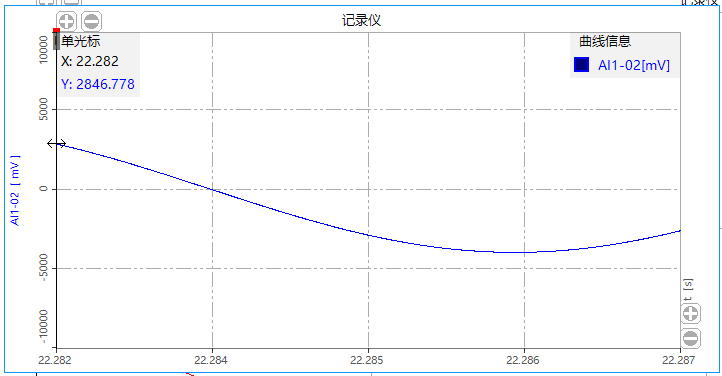 记录仪
单光标
X: 22.282
Y: 2846.778
曲线信息
AI1-02[mV]
10000
5000
0
-5000
-10000
AI1-02 [ mV ]
22.282
22.284
22.285
22.286
22.287
t [s]